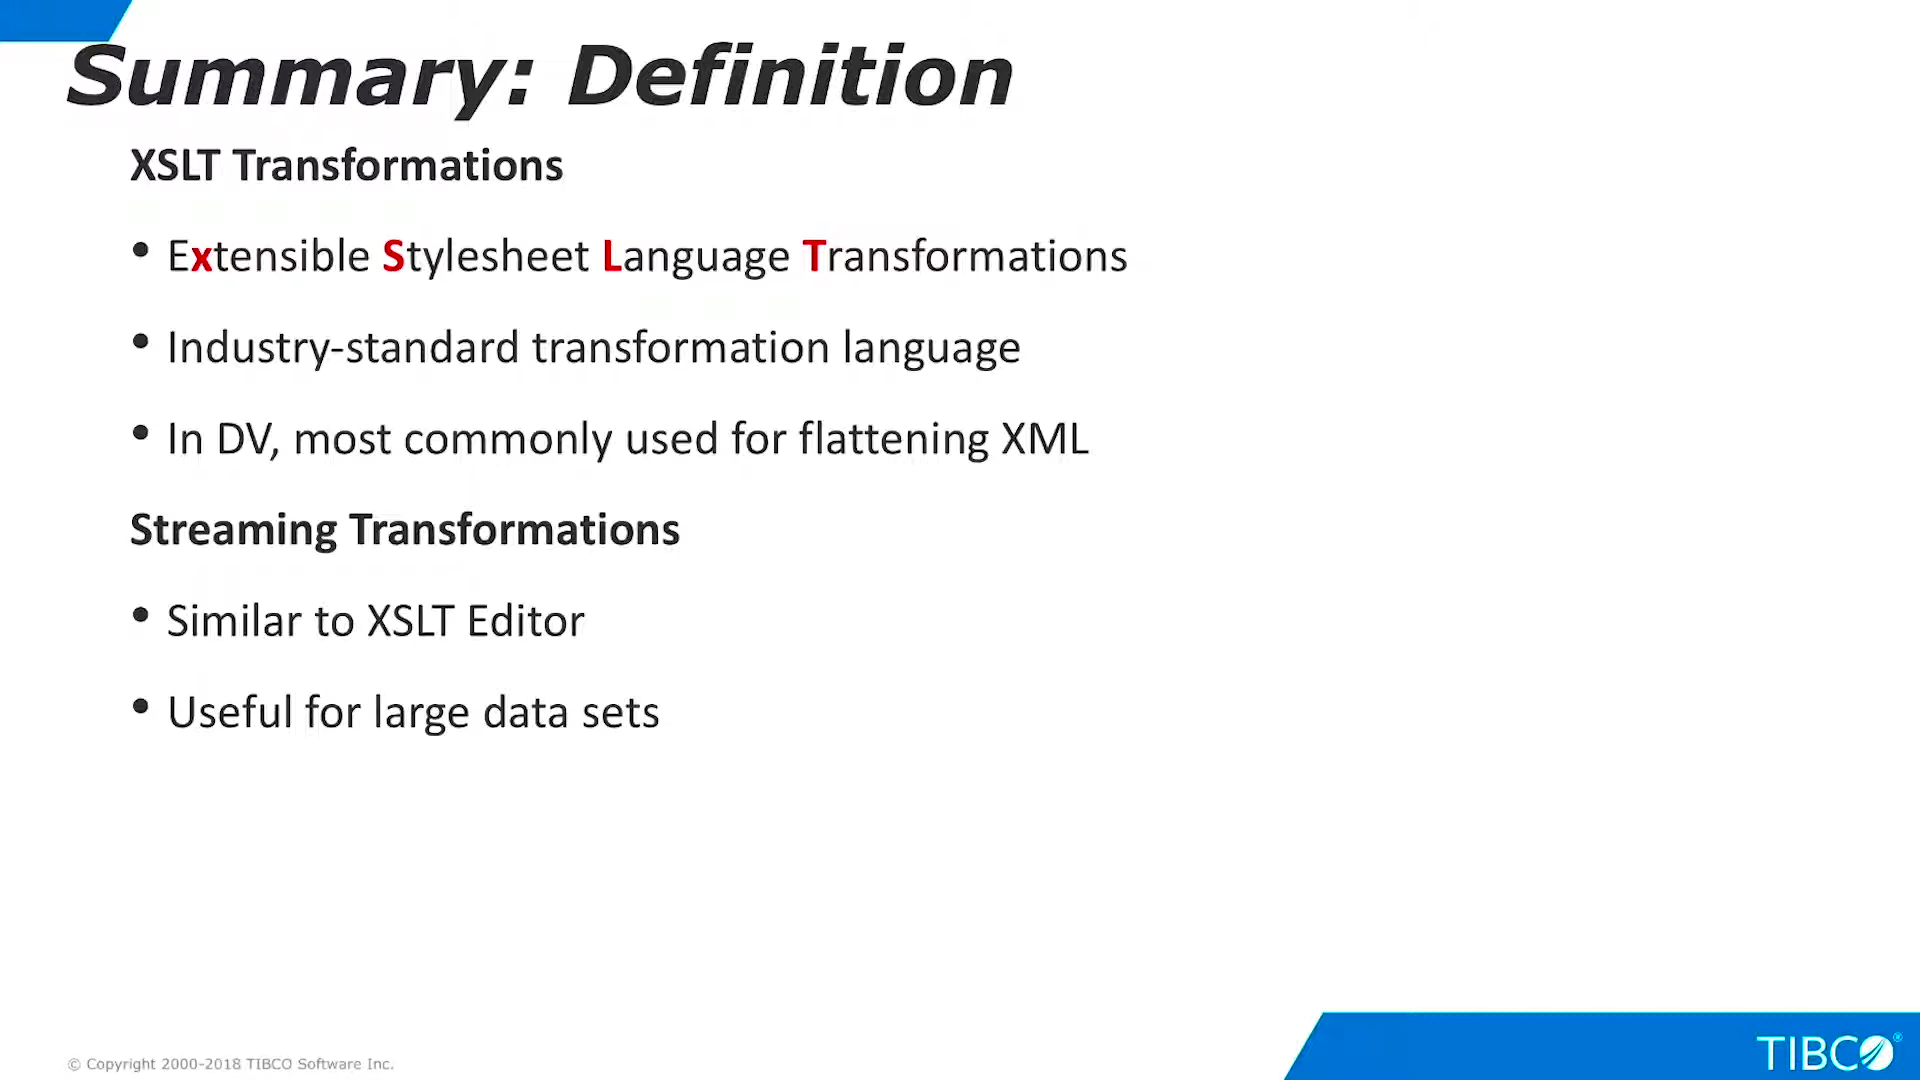 Summary: Definition
XSLT Transformations
• Extensible Stylesheet Language Transformations
• Industry-standard transformation language
• In DV, most commonly used for flattening XML
Streaming Transformations
• Similar to XSLT Editor
• Useful for large data sets
© Copyright 2000-2018 TIBCO Software Inc.
TIBCO®